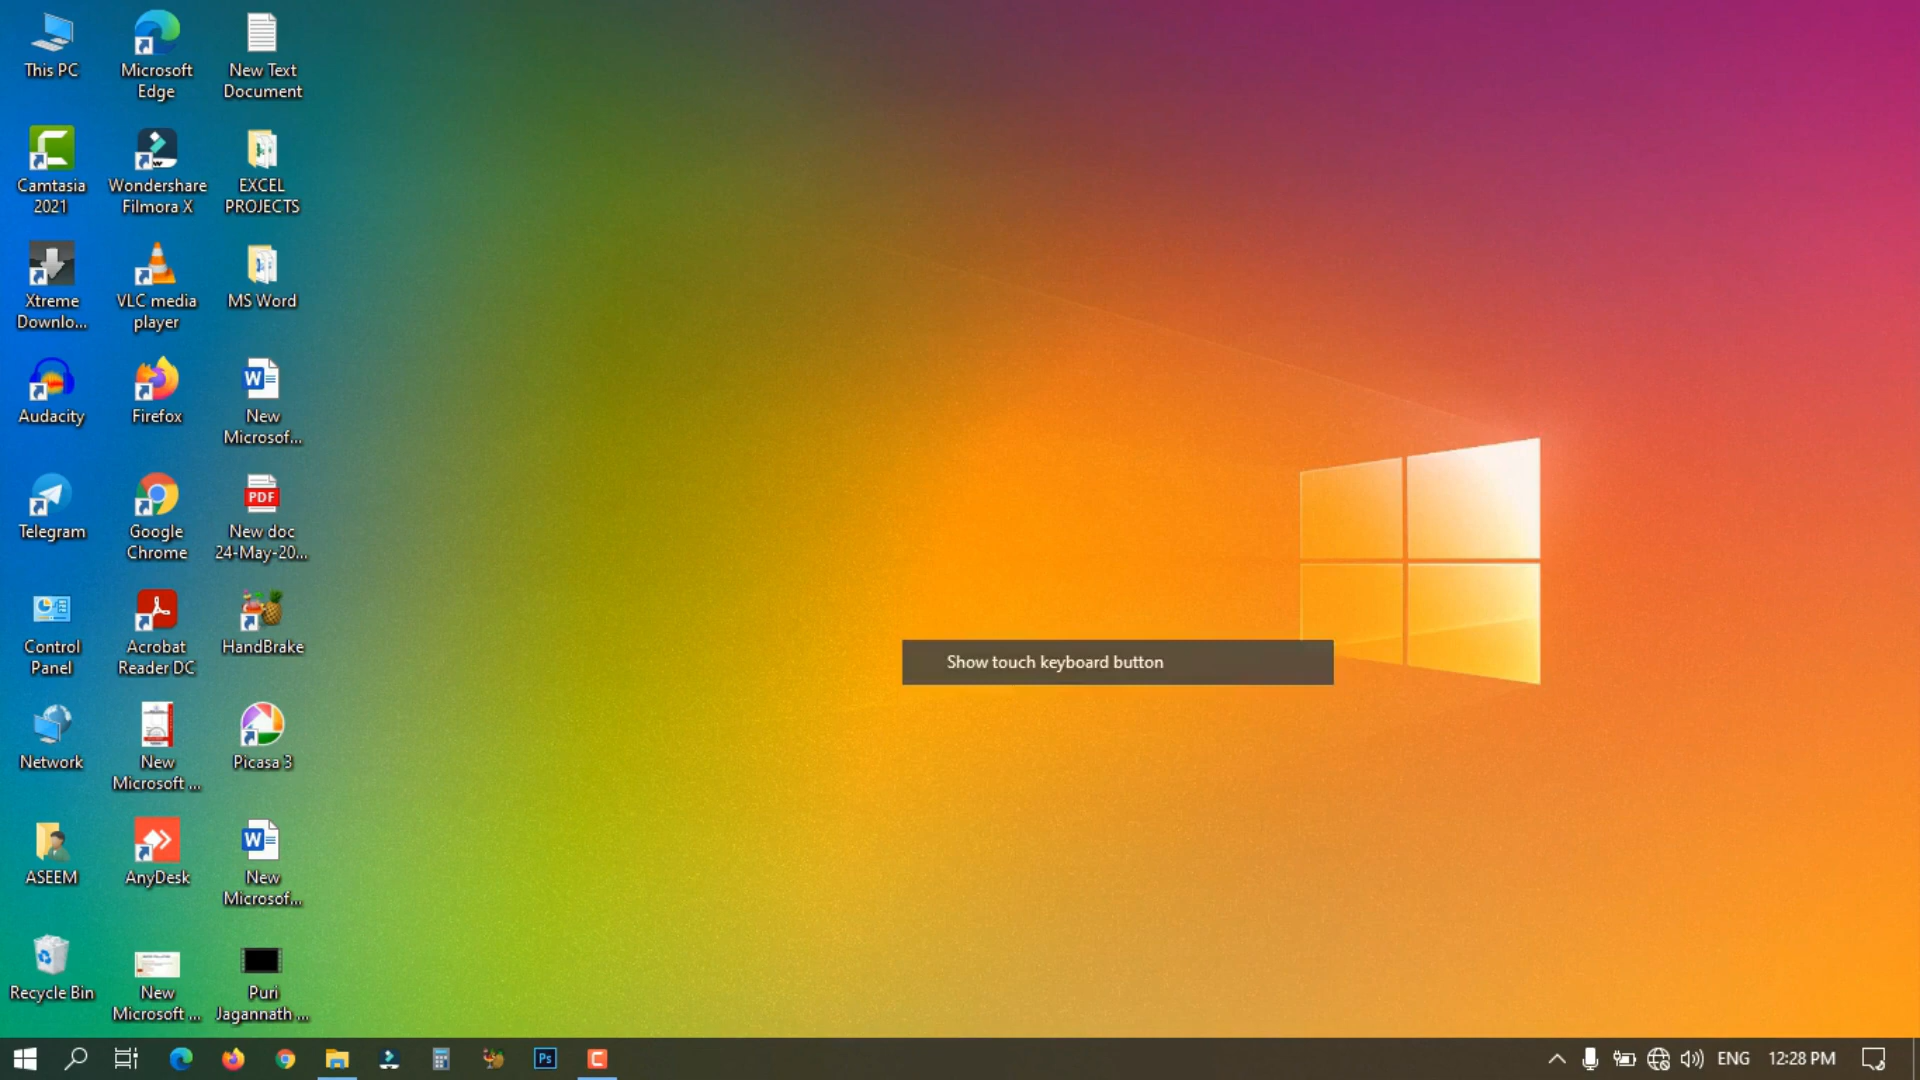 This PC
Microsoft
Edge
New Text
Document
Camtasia
2021
Wondershare
Filmora X
EXCEL
PROJECTS
Xtreme
Downlo...
VLC media
player
MS Word
Audacity
Firefox
New
Microsof...
Telegram
Google
Chrome
PDF
New doc
24-May-20...
Control
Panel
Acrobat
Reader DC
HandBrake
Show touch keyboard button
Network
New
Microsoft ...
Picasa 3
ASEEM
AnyDesk
New
Microsof...
Recycle Bin
New
Microsoft ...
Puri
Jagannath ...
Ps
ENG
12:28 PM